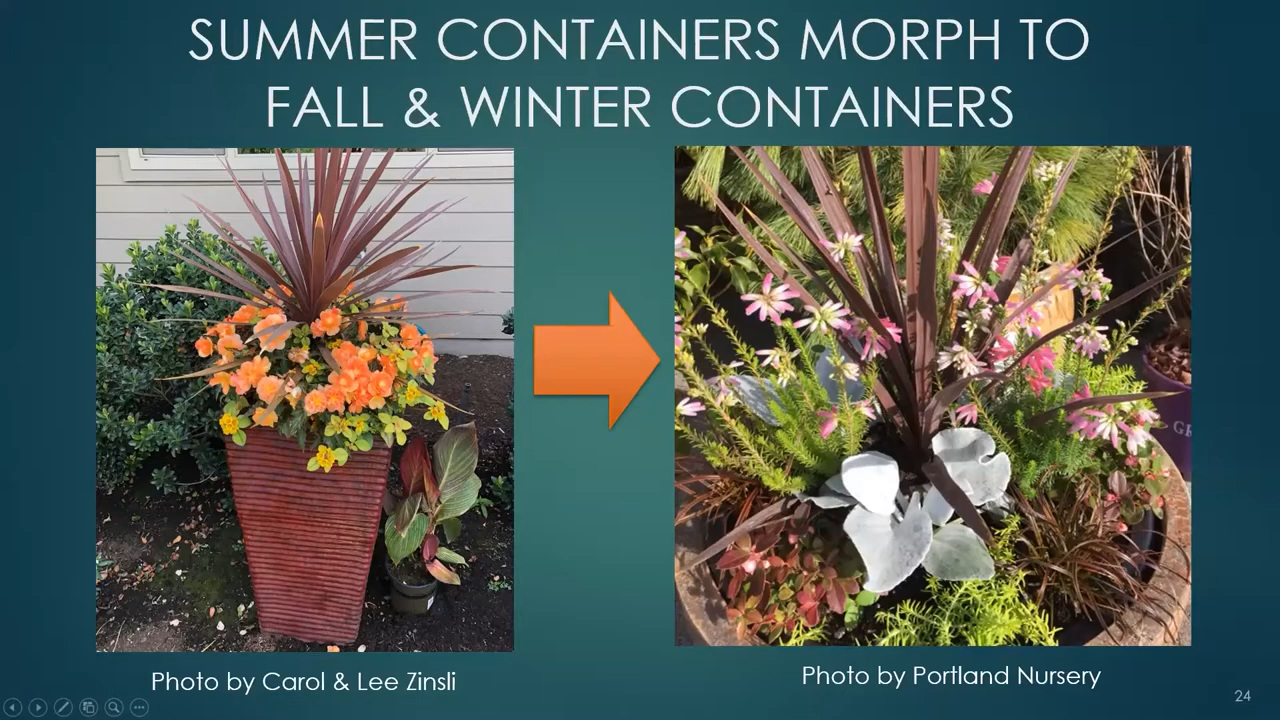 SUMMER CONTAINERS MORPH TO
FALL & WINTER CONTAINERS
Photo by Carol & Lee Zinsli
Photo by Portland Nursery
24